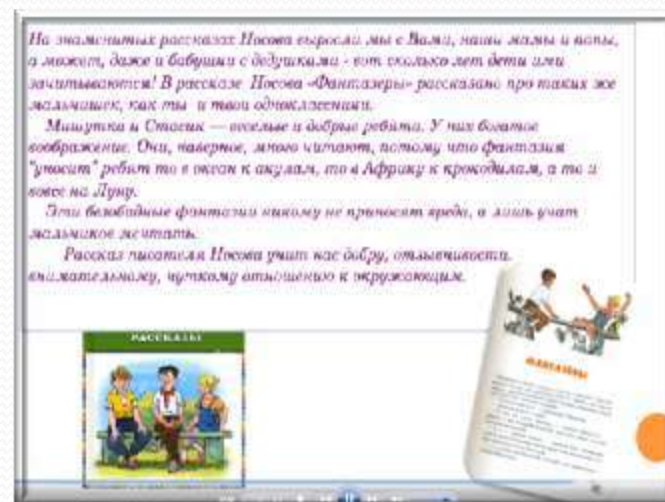 На знаменитых рассказах Носова выросли мы с Вами, наши мамы и папы,
а может, даже и бабушки с дедушками - вот сколько лет дети ими
зачитываются! В рассказе Носова «Фантазеры» рассказано про таких же
мальчишек, как ты и твои одноклассники.
Мишутка и Стасик — веселые и добрые ребята. У них богатое
воображение. Они, наверное, много читают, потому что фантазия
"уносит" ребят то в океан к акулам, то в Африку к крокодилам, а то и
вовсе на Луну.
Эти безобидные фантазии никому не приносят вреда, а лишь учат
мальчиков мечтать.
Рассказ писателя Носова учит нас добру, отзывчивости,
внимательному, чуткому отношению к окружающим.
РАССКАЗЫ
ФАНТАЗЁРЫ